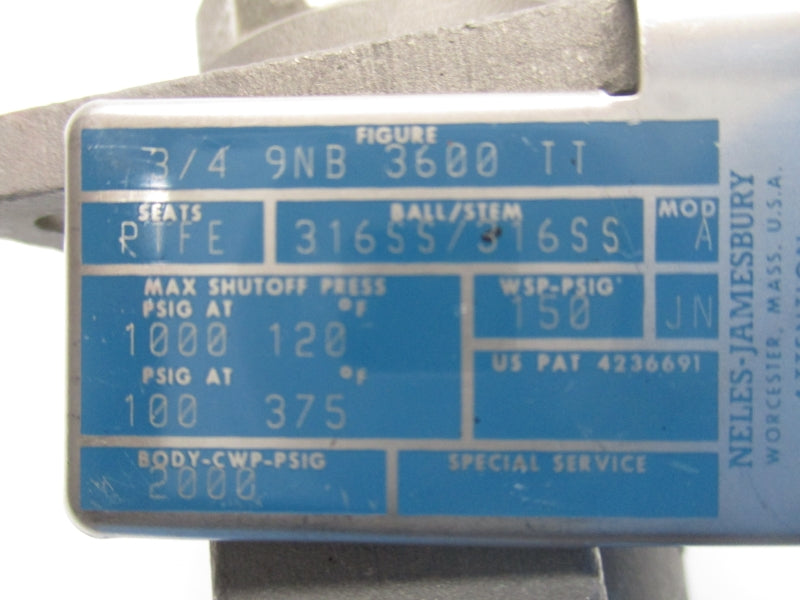 FIGURE
3/4 9NB 3600 TT
SEATS
RTFE
BALL/STEM
316SS/316SS
MOD
A
MAX SHUTOFF PRESS
PSIG AT °F
1000 120
PSIG AT °F
100 375
WSP-PSIG
150
JN
US PAT 4236691
BODY-CWP-PSIG
2000
SPECIAL SERVICE
NELES-JAMESBURY
WORCESTER, MASS. U.S.A.